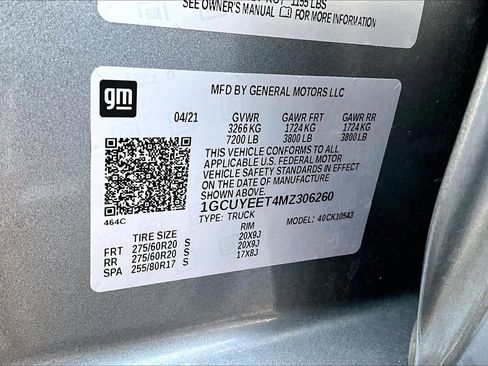 1155 LBS
SEE OWNER'S MANUAL FOR MORE INFORMATION
gm
MFD BY GENERAL MOTORS LLC
04/21 GVWR GAWR FRT GAWR RR
3266 KG 1724 KG 1724 KG
7200 LB 3800 LB 3800 LB
THIS VEHICLE CONFORMS TO ALL
APPLICABLE U.S. FEDERAL MOTOR
VEHICLE SAFETY STANDARDS IN
EFFECT ON THE DATE OF MANUFACTURE
SHOWN ABOVE.
464C 1GCUYEET4MZ306260
TYPE: TRUCK MODEL: 40CK10543
TIRE SIZE RIM
FRT 275/60R20 S 20X9J
RR 275/60R20 S 20X9J
SPA 255/80R17 S 17X8J